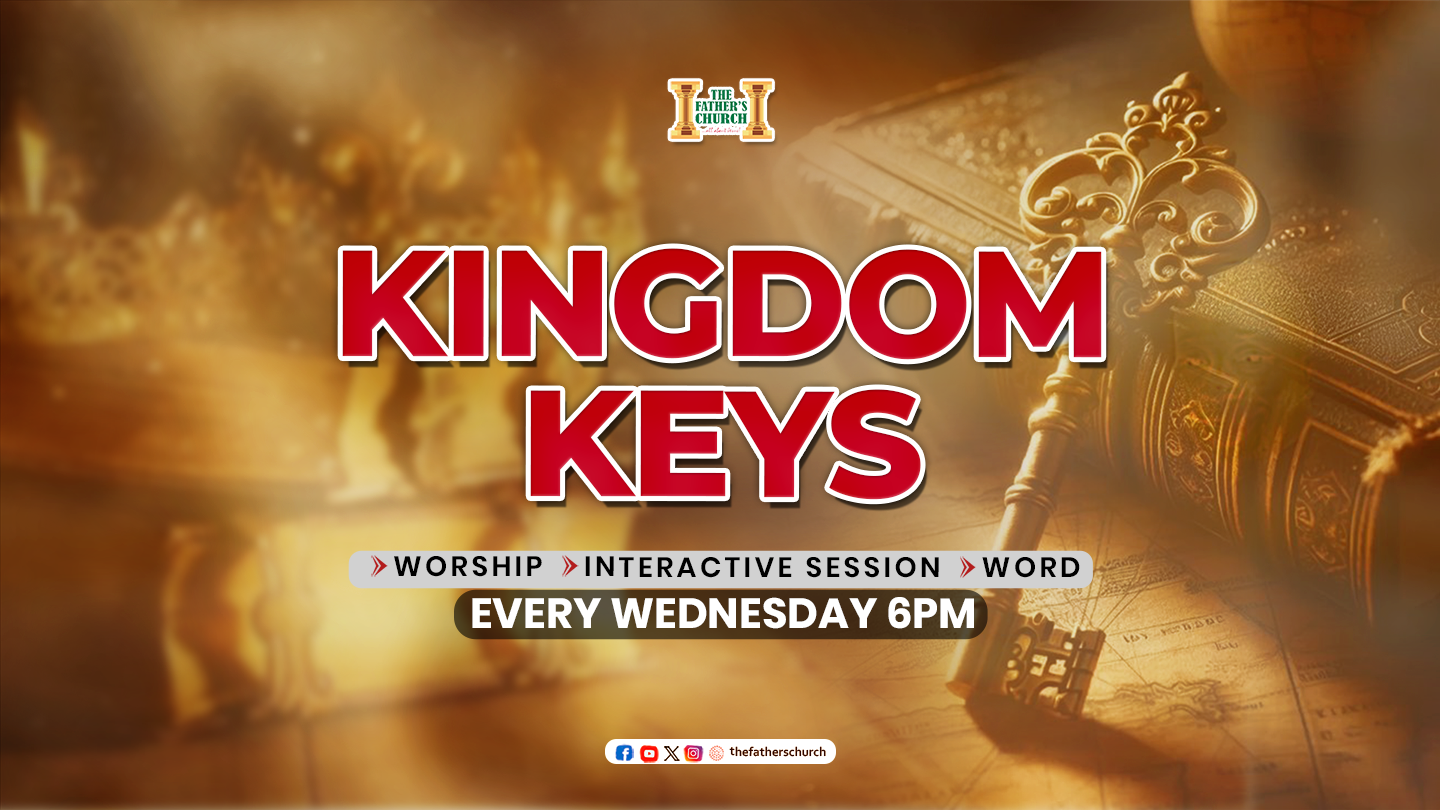 THE
FATHER'S
CHURCH
KINGDOM
KEYS
WORSHIP INTERACTIVE SESSION WORD
EVERY WEDNESDAY 6PM
thefatherschurch